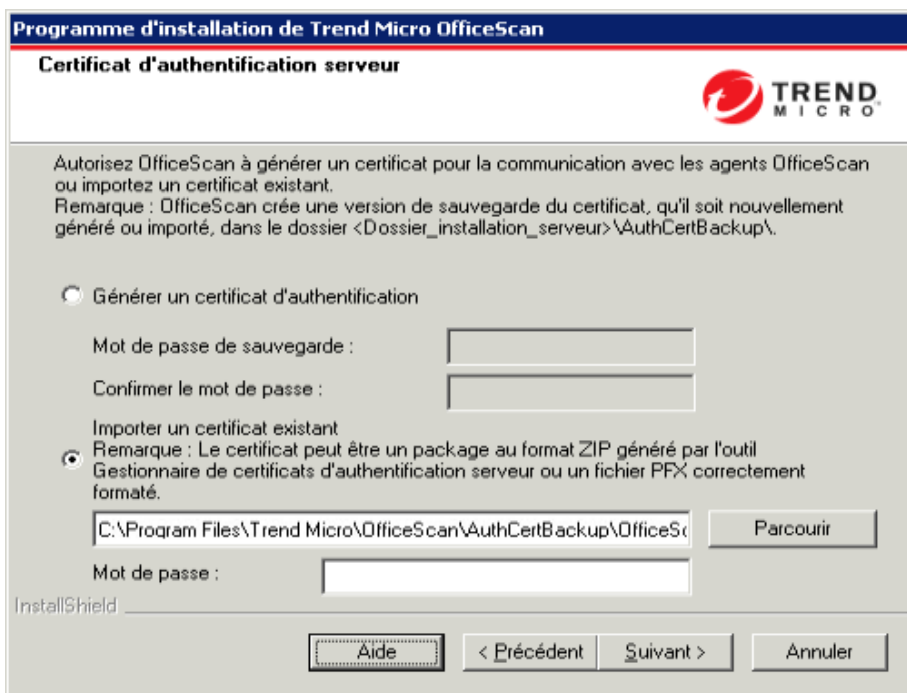 Programme d'installation de Trend Micro OfficeScan
Certificat d'authentification serveur
TREND
MICRO
Autorisez OfficeScan à générer un certificat pour la communication avec les agents OfficeScan
ou importez un certificat existant.
Remarque : OfficeScan crée une version de sauvegarde du certificat, qu'il soit nouvellement
généré ou importé, dans le dossier <Dossier_installation_serveur>\AuthCertBackup\.
Générer un certificat d'authentification
Mot de passe de sauvegarde :
Confirmer le mot de passe :
Importer un certificat existant
Remarque : Le certificat peut être un package au format ZIP généré par l'outil
Gestionnaire de certificats d'authentification serveur ou un fichier PFX correctement
formaté.
C:\Program Files\Trend Micro\OfficeScan\AuthCertBackup\OfficeSc
Parcourir
Mot de passe :
InstallShield
Aide
< Précédent
Suivant >
Annuler